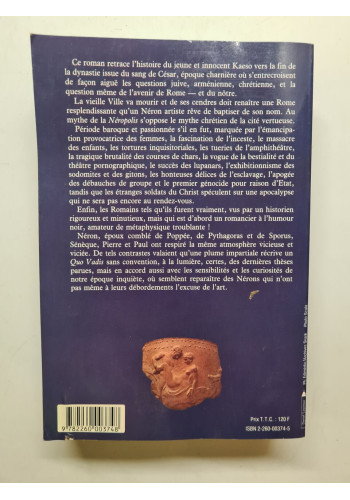 Ce roman retrace l'histoire du jeune et innocent Kaeso vers la fin de
la dynastie issue du sang de César, époque charnière où s'entrecroisent
de façon aiguë les questions juive, arménienne, chrétienne, et la
question même de l'avenir de Rome — et du nôtre.
La vieille Ville va mourir et de ses cendres doit renaître une Rome
resplendissante qu'un Néron artiste rêve de baptiser de son nom. Au
mythe de la Néropolis s'oppose le mythe chrétien de la cité vertueuse.
Période baroque et passionnée s'il en fait, marquée par l'émancipa-
tion provocatrice des femmes, la fascination de l'inceste, le massacre
des enfants, les tortures inquisitoriales, les tueries de l'amphithéâtre,
la tragique brutalité des courses de chars, la vogue de la bestialité et du
théâtre pornographique, le succès des lupanars, l'exhibitionnisme des
sodomites et des gitons, les honteuses délices de l'esclavage, l'apogée
des débauches de groupe et le premier génocide pour raison d'Etat,
tandis que les étranges soldats du Christ spéculent sur une apocalypse
qui ne sera pas encore au rendez-vous.
Enfin, les Romains tels qu'ils furent vraiment, vus par un historien
rigoureux et minutieux, mais qui est d'abord un romancier à l'humour
noir, amateur de métaphysique troublante !
Néron, époux comblé de Poppée, de Pythagoras et de Sporus,
Sénèque, Pierre et Paul ont respiré la même atmosphère vicieuse et
viciée. De tels contrastes valaient qu'une plume impartiale récrive un
Quo Vadis sans convention, à la lumière, certes, des dernières thèses
parues, mais en accord aussi avec les sensibilités et les curiosités de
notre époque inquiète, où semblent reparaître des Nérons qui n'ont
pas même à leurs débordements l'excuse de l'art.
9 782260 003748
Prix T.T.C. : 120 F
ISBN 2-260-00374-5